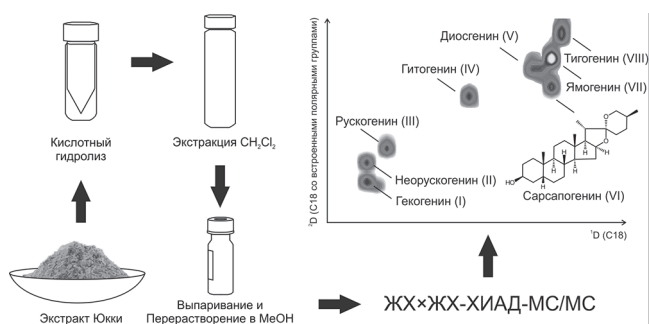 Кислотный
гидролиз
Экстракция CH₂Cl₂
Экстракт Юкки
Выпаривание и
Перерастворение в MeOH
ЖХ×ЖХ-ХИАД-МС/МС
²D (C18 со встроенными полярными группами)
¹D (C18)
Диосгенин (V)
Тигогенин (VIII)
Гитогенин (IV)
Ямогенин (VII)
Рускогенин (III)
Неорускогенин (II)
Гекогенин (I)
Сарсапогенин (VI)
O
O
H
H
H
H
HO
H